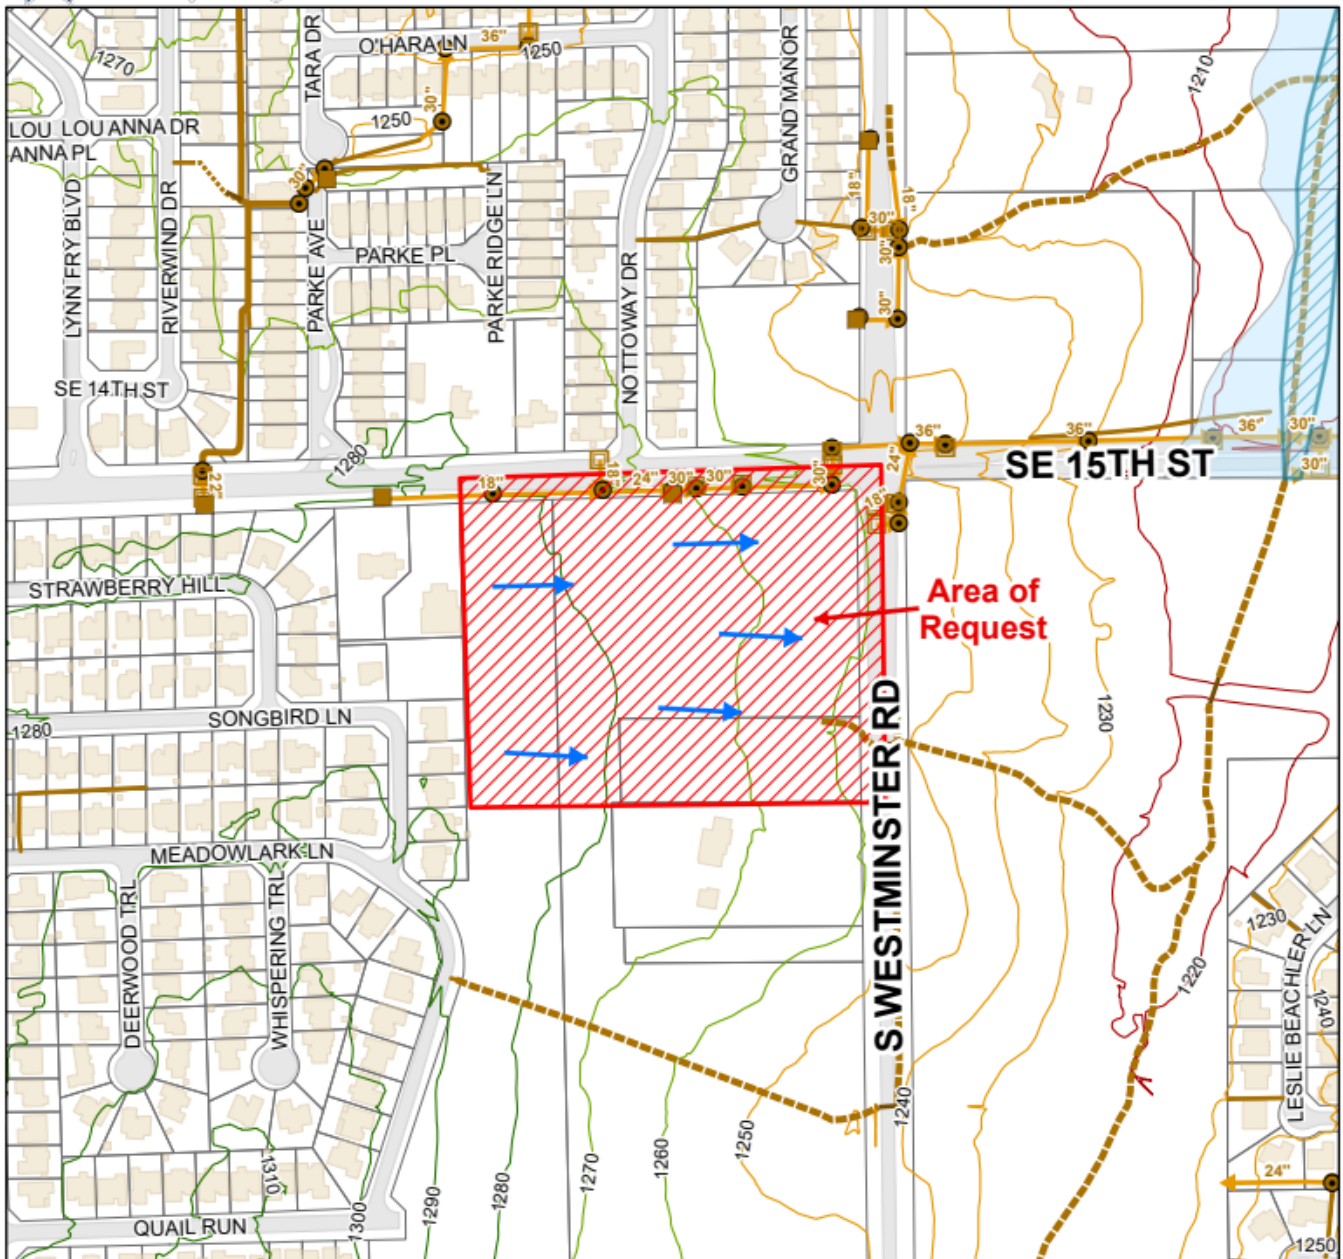 1270
TARA DR
O'HARA LN
36"
1250
GRAND MANOR
1210
30"
1250
LOU LOU ANNA DR
ANNA PL
30"
18"
18"
30"
30"
LYNN FRY BLVD
RIVERWIND DR
PARKE AVE
PARKE PL
PARKE RIDGE LN
NOTTOWAY DR
30"
SE 14TH ST
1280
36"
36"
36"
30"
SE 15TH ST
30"
22"
18"
18"
24"
30"
30"
30"
24"
18"
STRAWBERRY HILL
Area of
Request
SONGBIRD LN
1280
1230
S WESTMINSTER RD
MEADOWLARK LN
DEERWOOD TRL
WHISPERING TRL
1230
1220
1240
LESLIE BEACHLER LN
1240
24"
1310
1300
1290
1280
1270
1260
1250
QUAIL RUN
1250